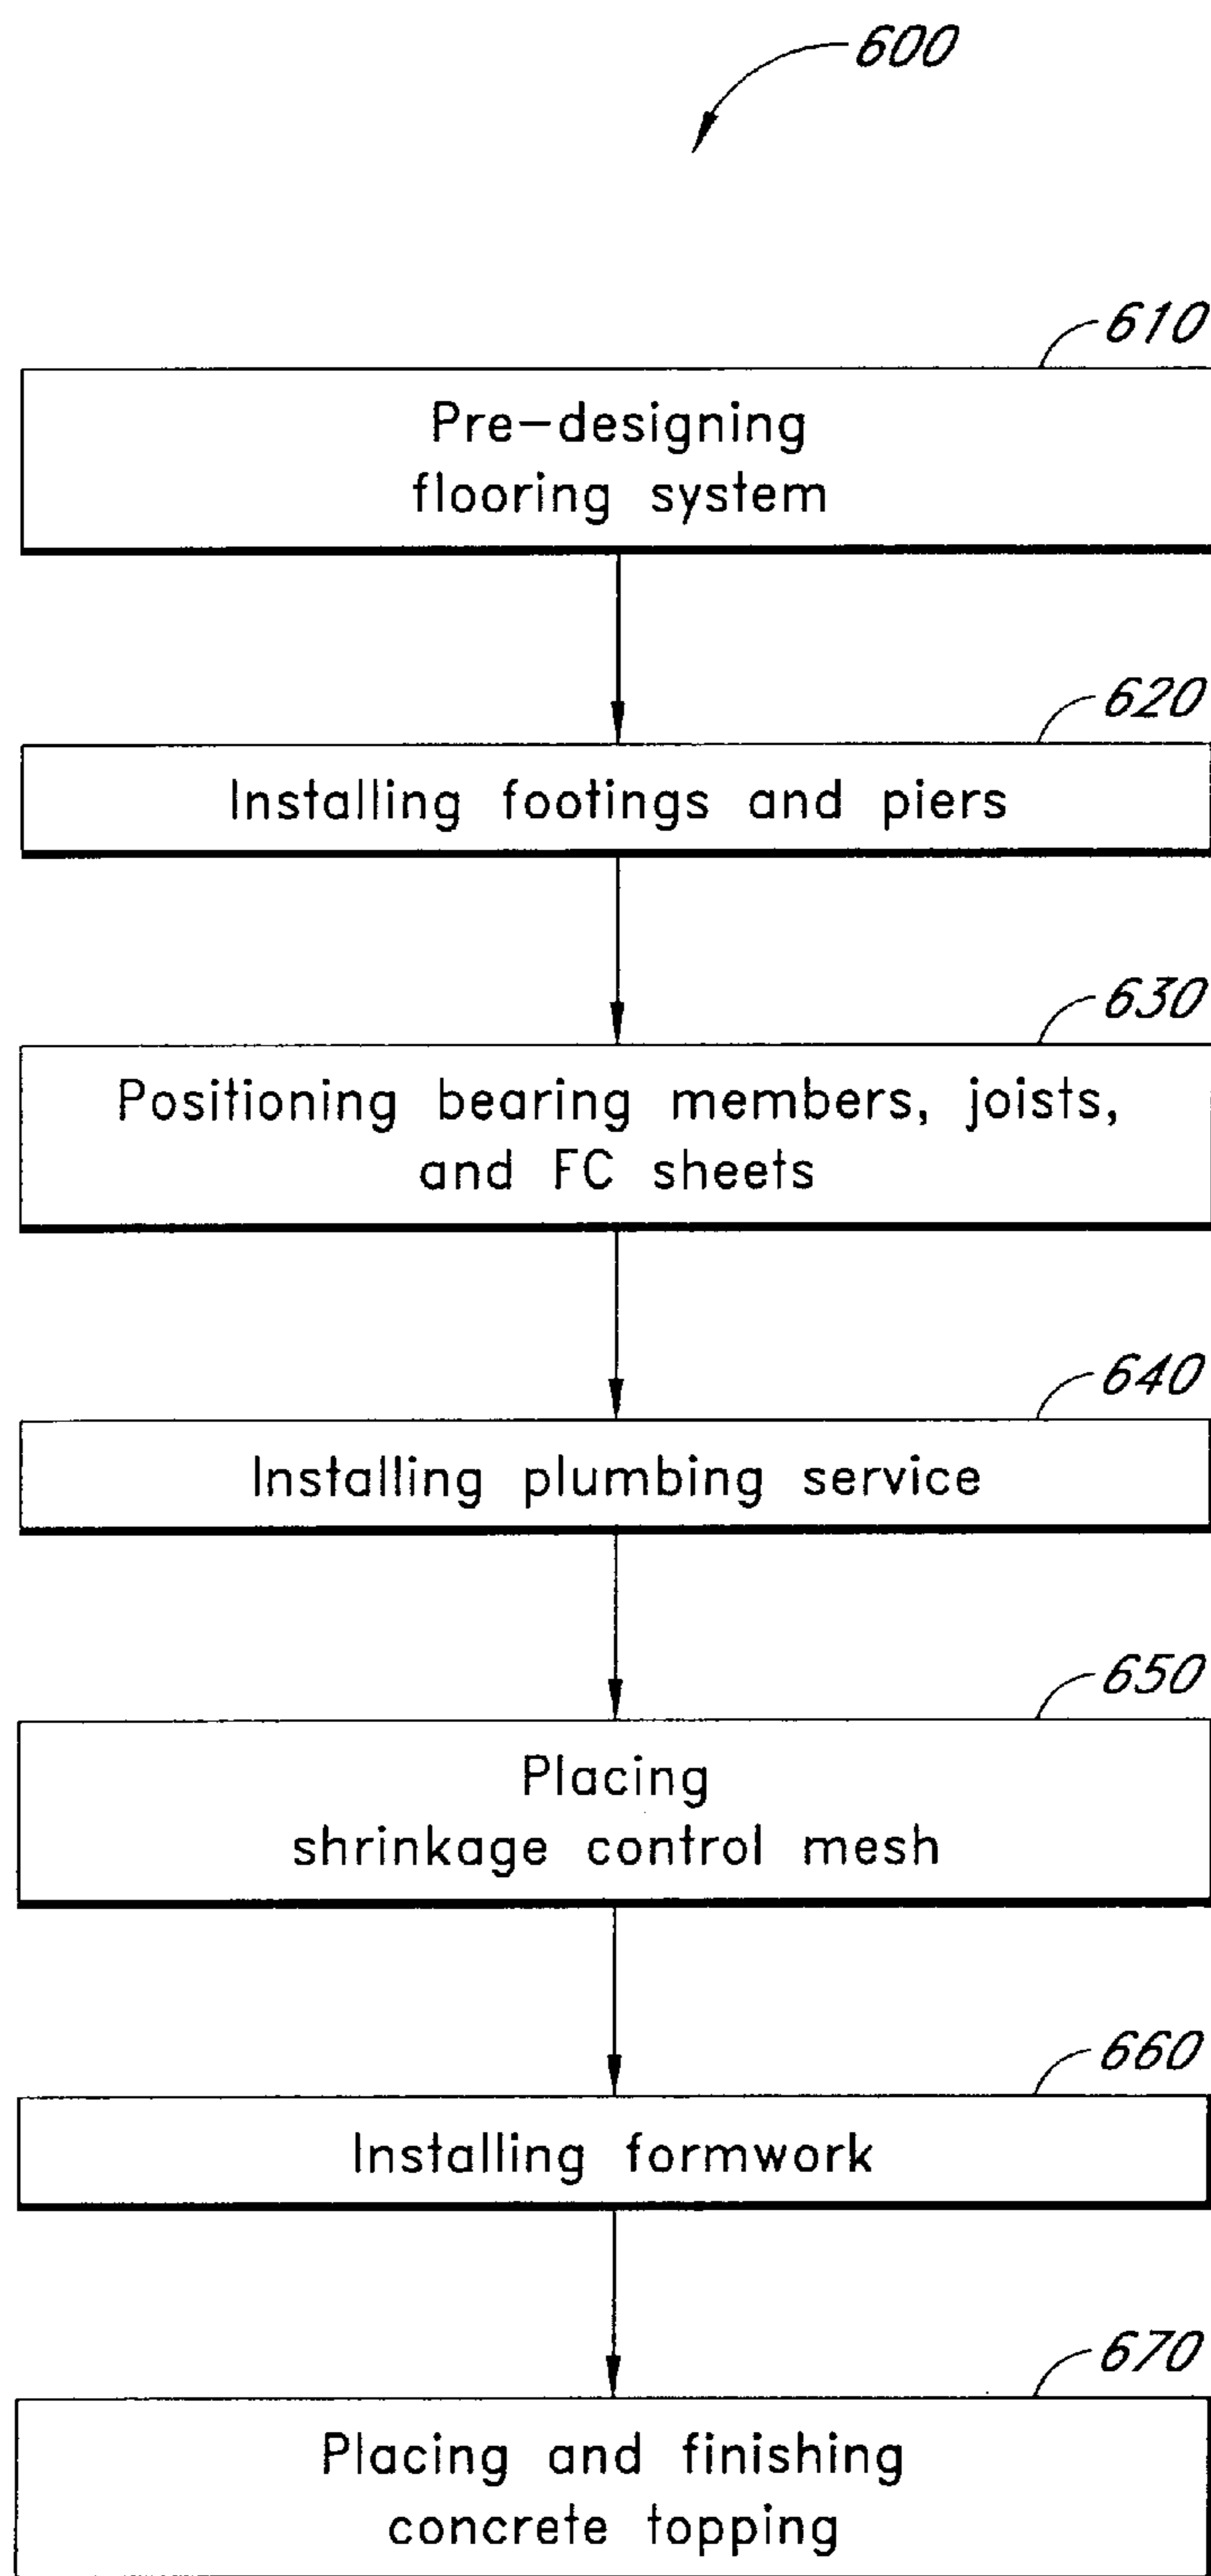 600
610
Pre-designing
flooring system
620
Installing footings and piers
630
Positioning bearing members, joists,
and FC sheets
640
Installing plumbing service
650
Placing
shrinkage control mesh
660
Installing formwork
670
Placing and finishing
concrete topping